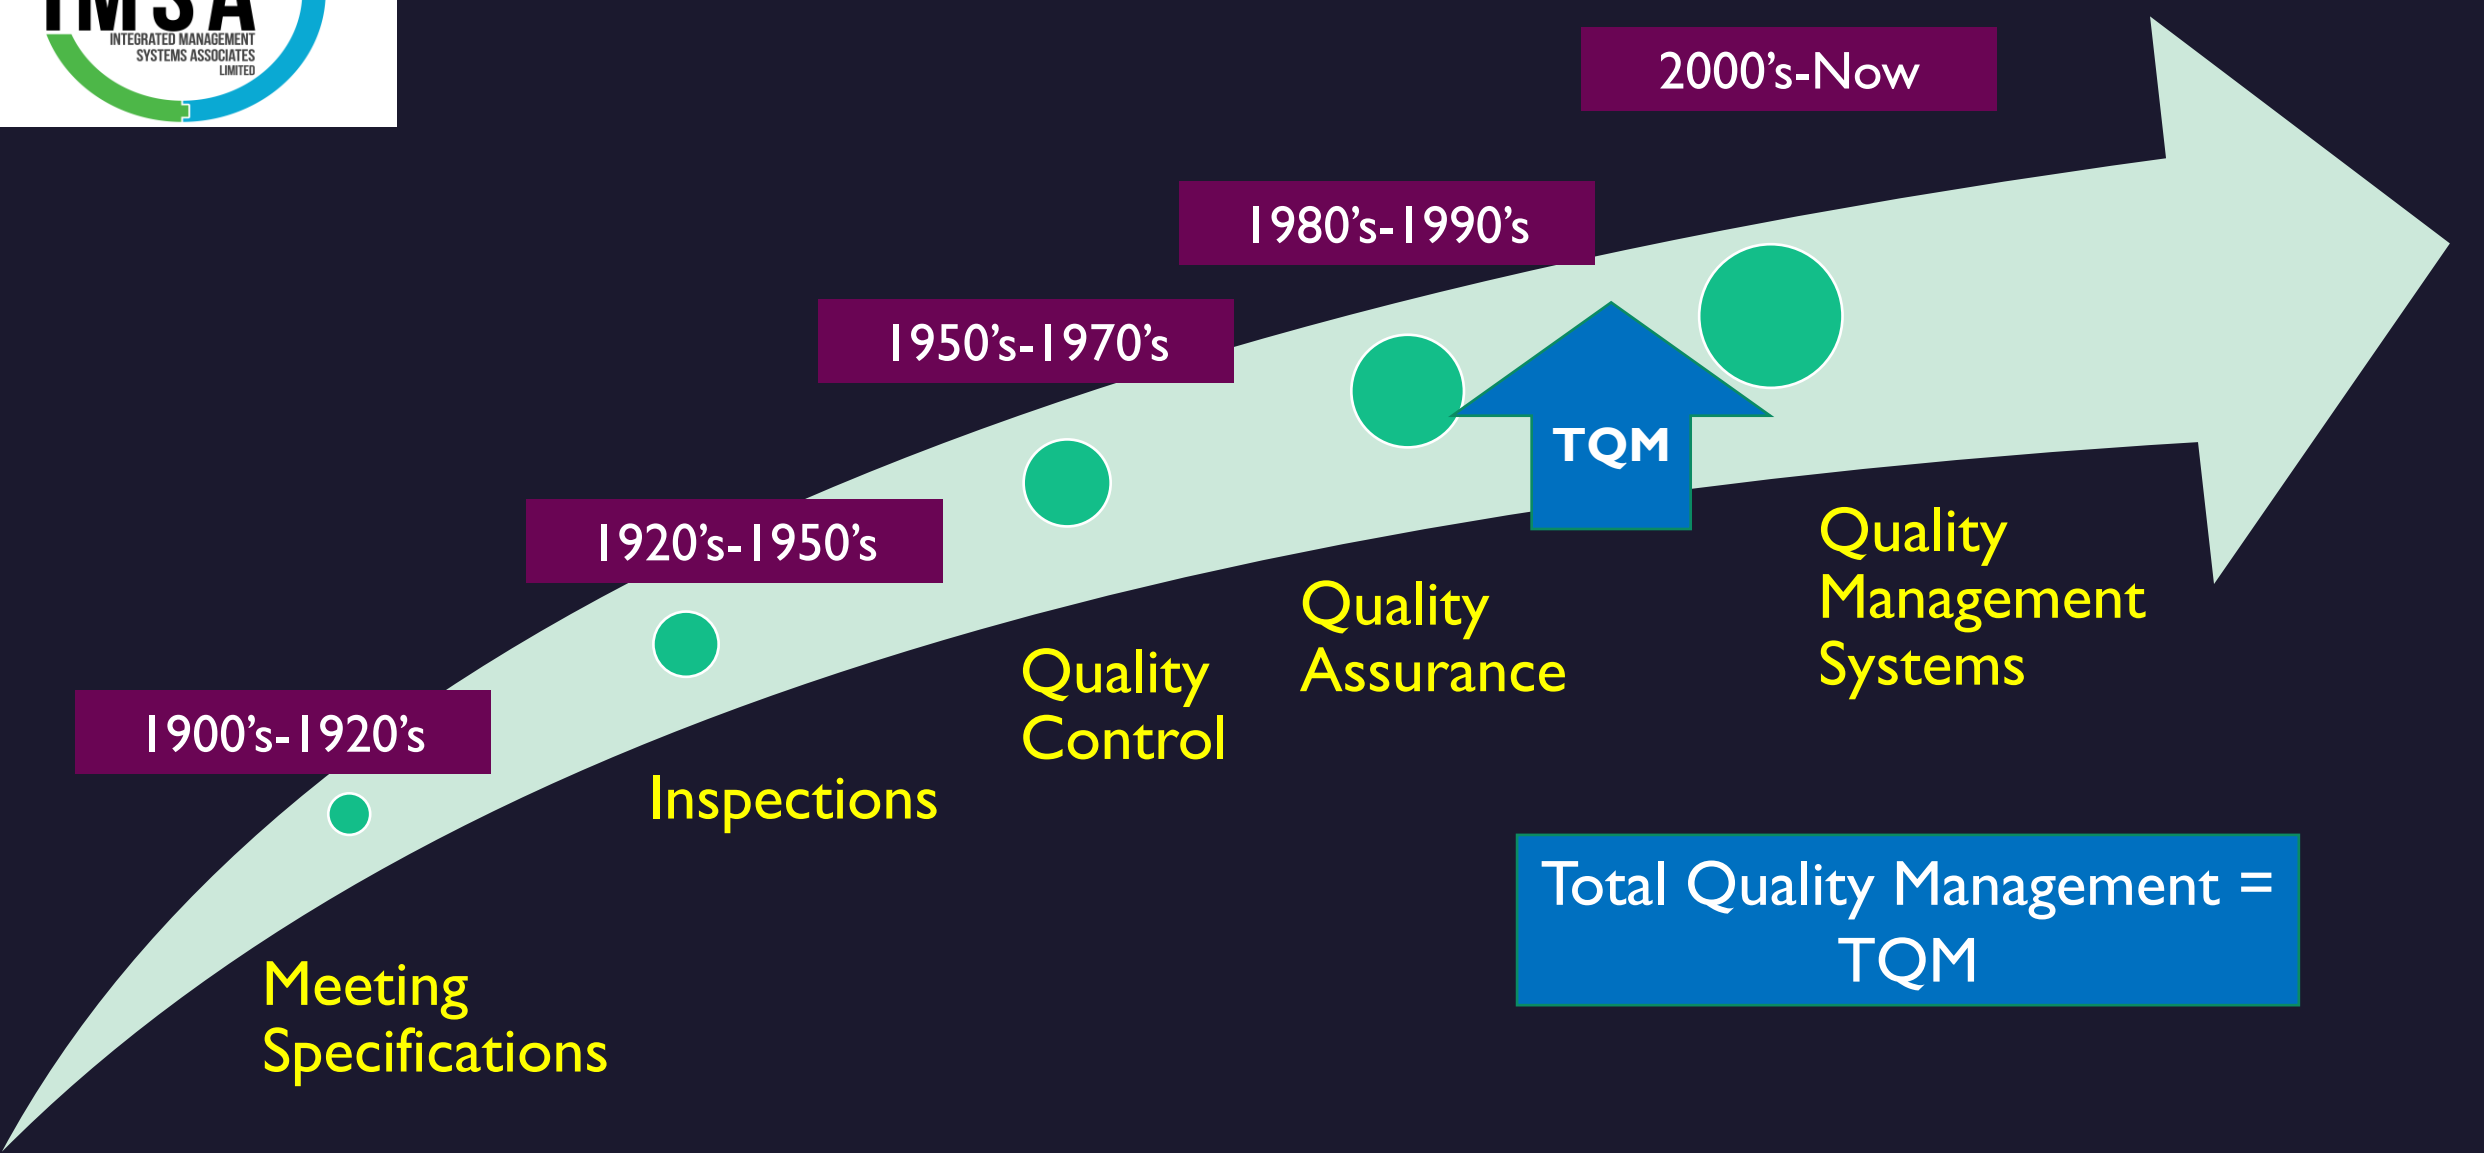 IMSA
INTEGRATED MANAGEMENT
SYSTEMS ASSOCIATES
LIMITED
2000's-Now
1980's-1990's
1950's-1970's
1920's-1950's
1900's-1920's
TQM
Quality
Management
Systems
Quality
Assurance
Quality
Control
Inspections
Meeting
Specifications
Total Quality Management =
TQM